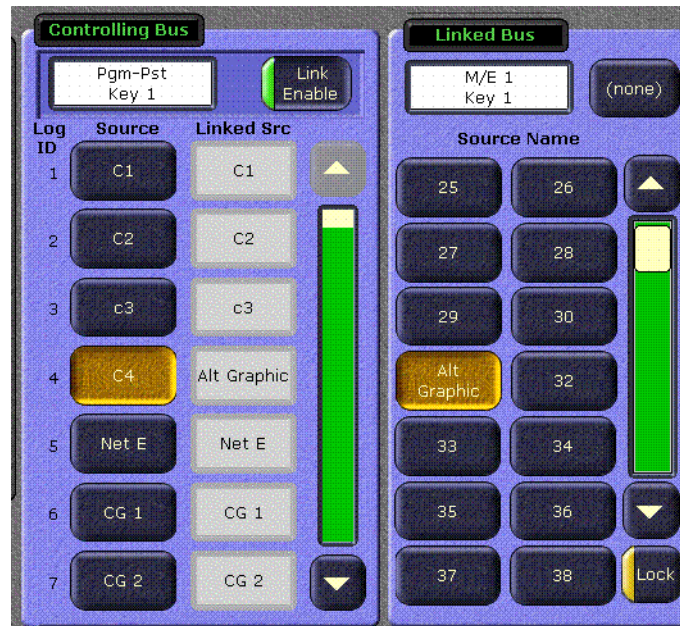 Controlling Bus
Pgm-Pst
Key 1
Link
Enable
Log
ID
Source
Linked Src
1
C1
C1
2
C2
C2
3
c3
c3
4
C4
Alt Graphic
5
Net E
Net E
6
CG 1
CG 1
7
CG 2
CG 2
Linked Bus
M/E 1
Key 1
(none)
Source Name
25
26
27
28
29
30
Alt
Graphic
32
33
34
35
36
37
38
Lock